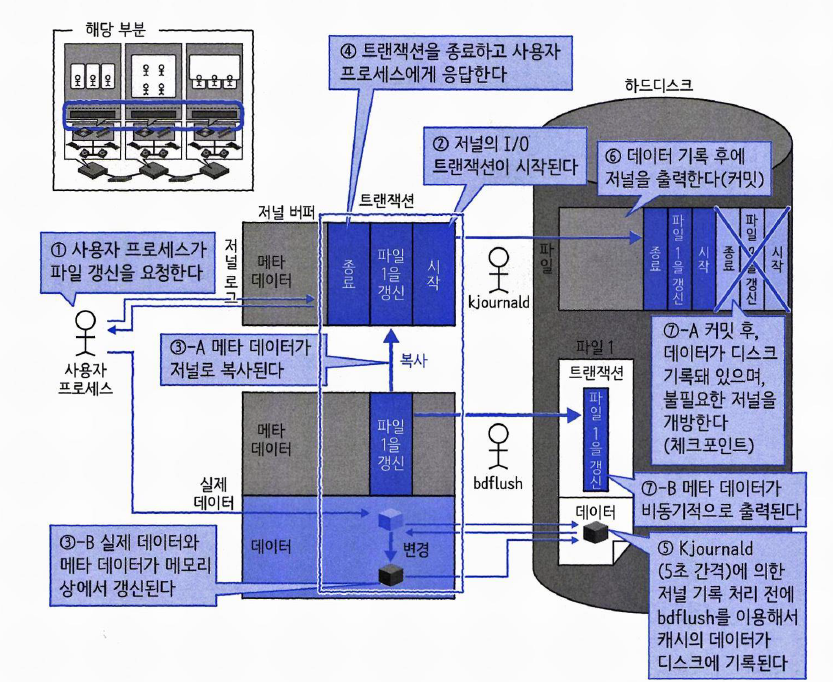 해당 부분
④ 트랜잭션을 종료하고 사용자
프로세스에게 응답한다
하드디스크
② 저널의 I/O
트랜잭션이 시작된다
⑥ 데이터 기록 후에
저널을 출력한다(커밋)
트랜잭션
저널 버퍼
① 사용자 프로세스가
파일 갱신을 요청한다
저널 로그
메타
데이터
종료
파일 1을 갱신
시작
kjournald
파일
종료
파일 1을 갱신
시작
종료
시작
사용자
프로세스
③-A 메타 데이터가
저널로 복사된다
복사
⑦-A 커밋 후,
데이터가 디스크
기록돼 있으며,
불필요한 저널을
개방한다
(체크포인트)
파일 1
트랜잭션
파일 1을 갱신
메타
데이터
파일
1을
갱신
bdflush
⑦-B 메타 데이터가
비동기적으로 출력된다
실제
데이터
데이터
변경
데이터
③-B 실제 데이터와
메타 데이터가 메모리
상에서 갱신된다
⑤ Kjournald
(5초 간격)에 의한
저널 기록 처리 전에
bdflush를 이용해서
캐시의 데이터가
디스크에 기록된다